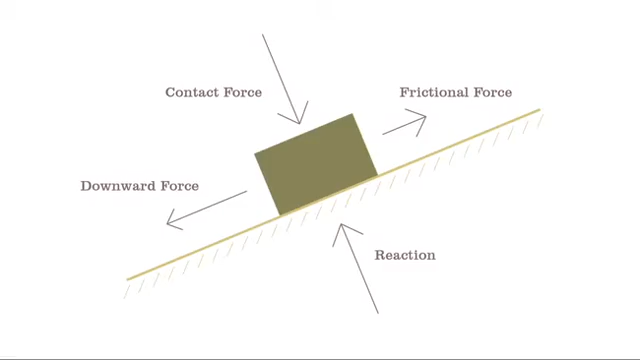 Contact Force
Frictional Force
Downward Force
Reaction